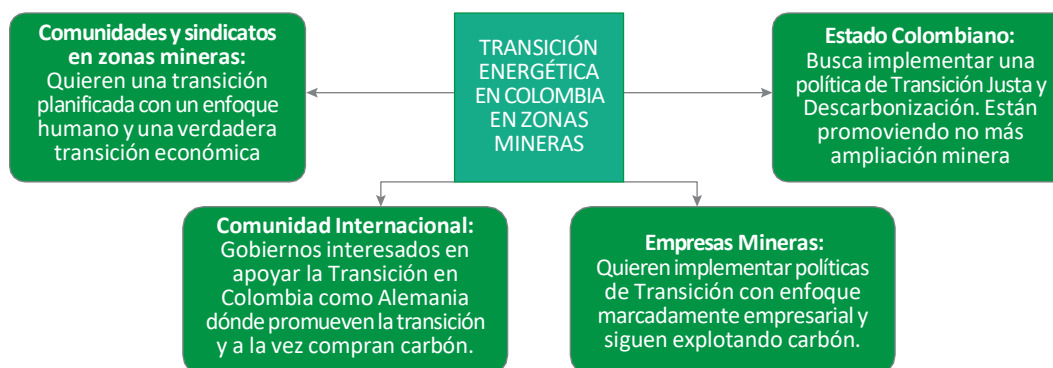 Comunidades y sindicatos
en zonas mineras:
Quieren una transición
planificada con un enfoque
humano y una verdadera
transición económica
TRANSICIÓN
ENERGÉTICA
EN COLOMBIA
EN ZONAS
MINERAS
Estado Colombiano:
Busca implementar una
política de Transición Justa y
Descarbonización. Están
promoviendo no más
ampliación minera
Comunidad Internacional:
Gobiernos interesados en
apoyar la Transición en
Colombia como Alemania
dónde promueven la transición
y a la vez compran carbón.
Empresas Mineras:
Quieren implementar políticas
de Transición con enfoque
marcadamente empresarial y
siguen explotando carbón.